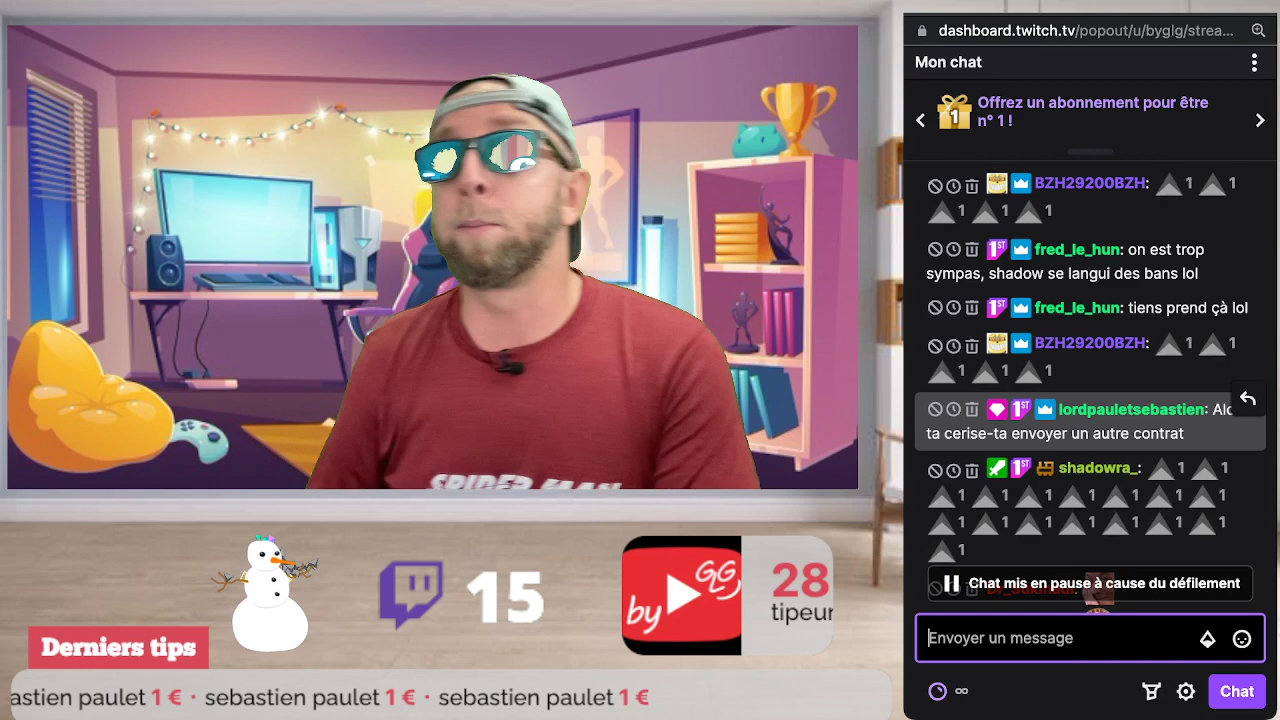 dashboard.twitch.tv/popout/u/byglg/strea...
Mon chat
1
Offrez un abonnement pour être
n° 1 !
BZH29200BZH: 1 1
1 1 1
1ST fred_le_hun: on est trop
sympas, shadow se langui des bans lol
1ST fred_le_hun: tiens prend çà lol
BZH29200BZH: 1 1
1 1 1
1ST lordpauletsebastien:
ta cerise-ta envoyer un autre contrat
1ST shadowra_: 1 1
1 1 1 1 1 1 1
1 1 1 1 1 1 1
1
Chat mis en pause à cause du défilement
Envoyer un message
Chat
SPIDER MAN
15
by GG
28
tipeur
Derniers tips
astien paulet 1 € · sebastien paulet 1 € · sebastien paulet 1 €